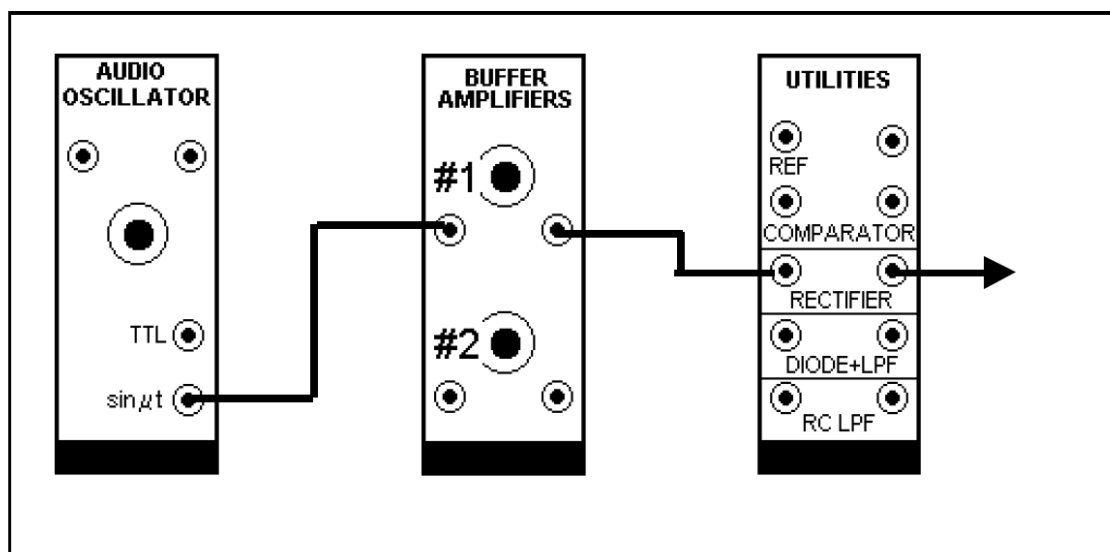 AUDIO
OSCILLATOR
TTL
sinμt
BUFFER
AMPLIFIERS
#1
#2
UTILITIES
REF
COMPARATOR
RECTIFIER
DIODE+LPF
RC LPF